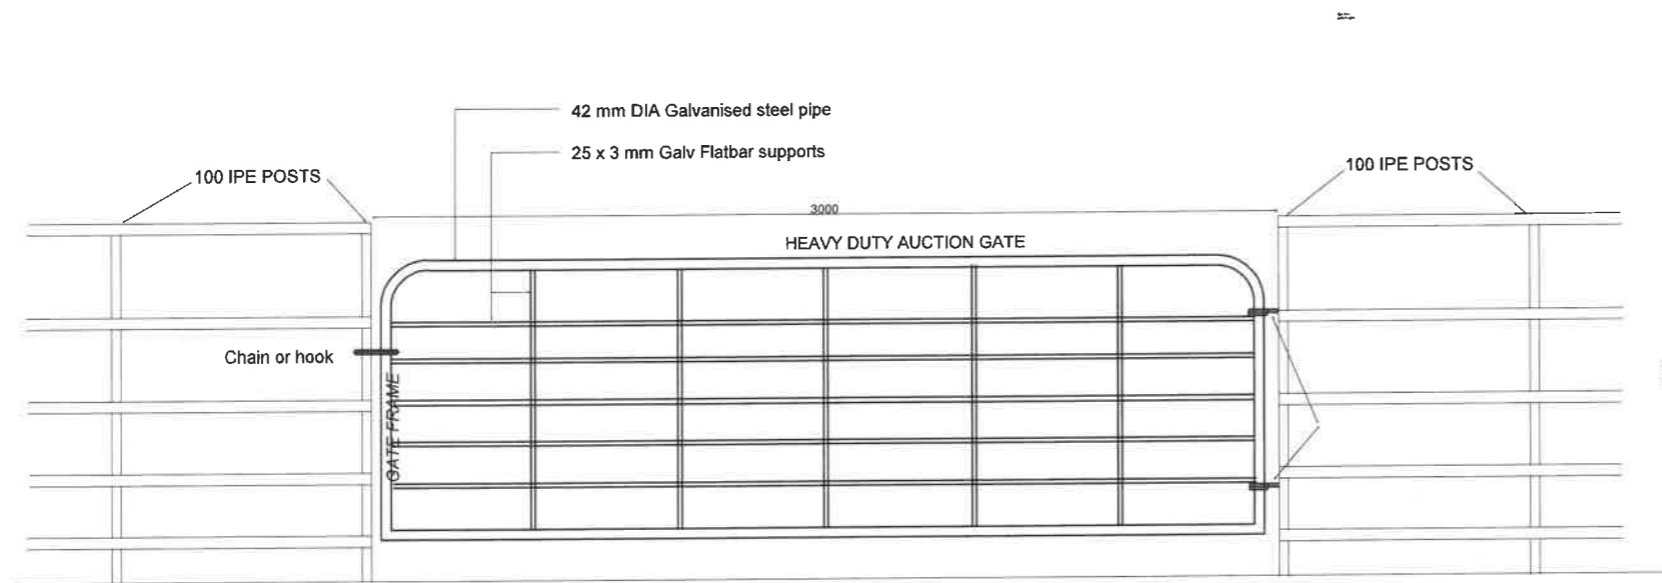 42 mm DIA Galvanised steel pipe
25 x 3 mm Galv Flatbar supports
100 IPE POSTS
100 IPE POSTS
3000
HEAVY DUTY AUCTION GATE
Chain or hook
GATE FRAME